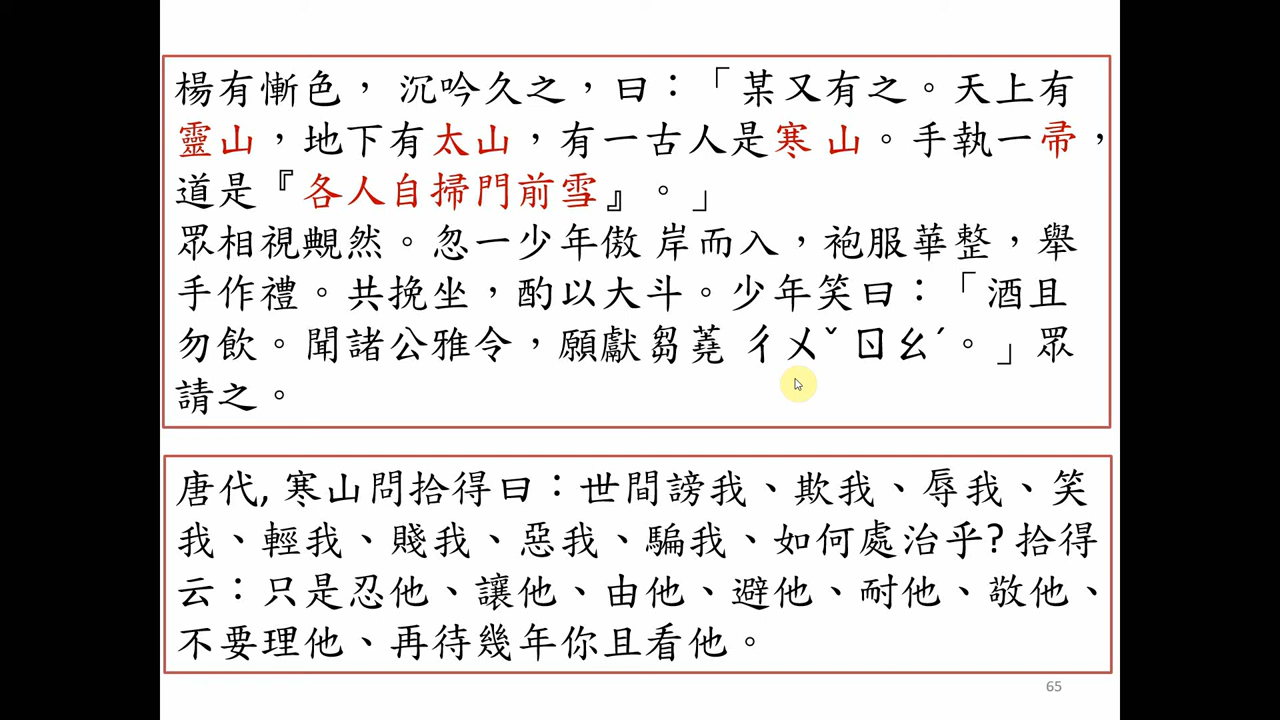 楊有慚色， 沉吟久之，曰：「某又有之。天上有
靈山，地下有太山，有一古人是寒 山。手執一帚，
道是『各人自掃門前雪』。」
眾相視覥然。忽一少年傲 岸而入，袍服華整，舉
手作禮。共挽坐，酌以大斗。少年笑曰：「酒且
勿飲。聞諸公雅令，願獻芻蕘 ㄔㄨˇ ㄖㄠˊ。」眾
請之。
唐代, 寒山問拾得曰：世間謗我、欺我、辱我、笑
我、輕我、賤我、惡我、騙我、如何處治乎? 拾得
云：只是忍他、讓他、由他、避他、耐他、敬他、
不要理他、再待幾年你且看他。
65